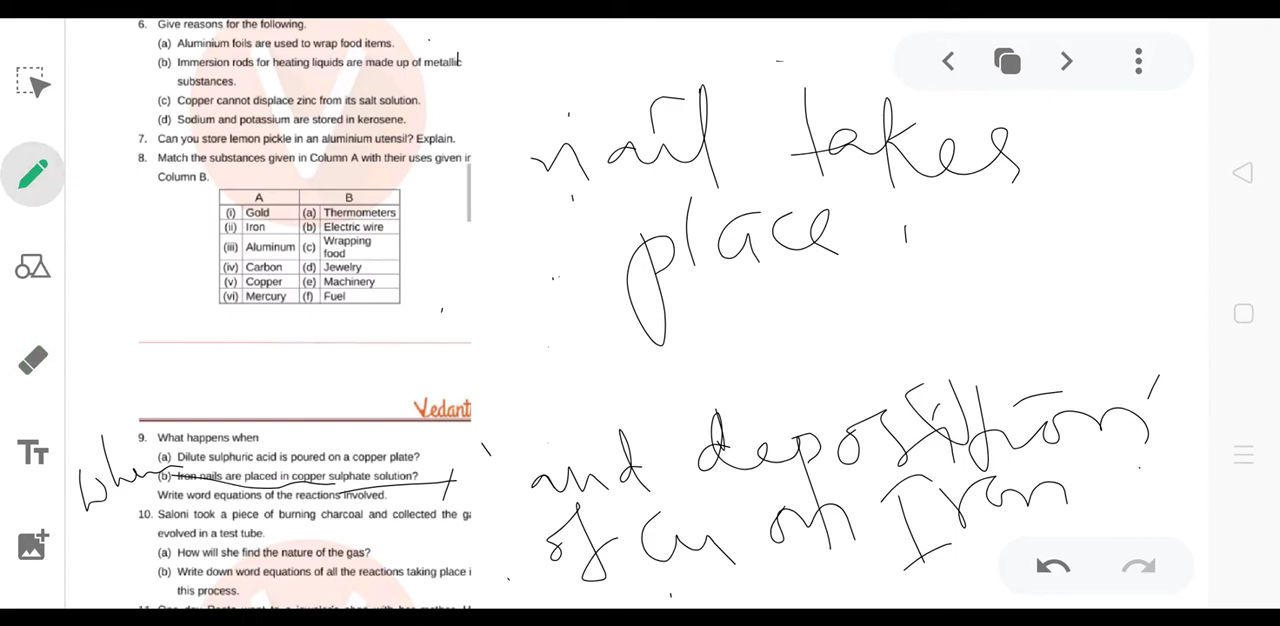 6. Give reasons for the following.
(a) Aluminium foils are used to wrap food items.
(b) Immersion rods for heating liquids are made up of metallic
substances.
(c) Copper cannot displace zinc from its salt solution.
(d) Sodium and potassium are stored in kerosene.
7. Can you store lemon pickle in an aluminium utensil? Explain.
8. Match the substances given in Column A with their uses given in
Column B.
A B
(i) Gold (a) Thermometers
(ii) Iron (b) Electric wire
(iii) Aluminum (c) Wrapping
food
(iv) Carbon (d) Jewelry
(v) Copper (e) Machinery
(vi) Mercury (f) Fuel
Vedant
9. What happens when
(a) Dilute sulphuric acid is poured on a copper plate?
when
(b) Iron nails are placed in copper sulphate solution?
Write word equations of the reactions involved.
10. Saloni took a piece of burning charcoal and collected the ga
evolved in a test tube.
(a) How will she find the nature of the gas?
(b) Write down word equations of all the reactions taking place i
this process.
nail takes
place.
and deposition
of Cu on Iron
Tт